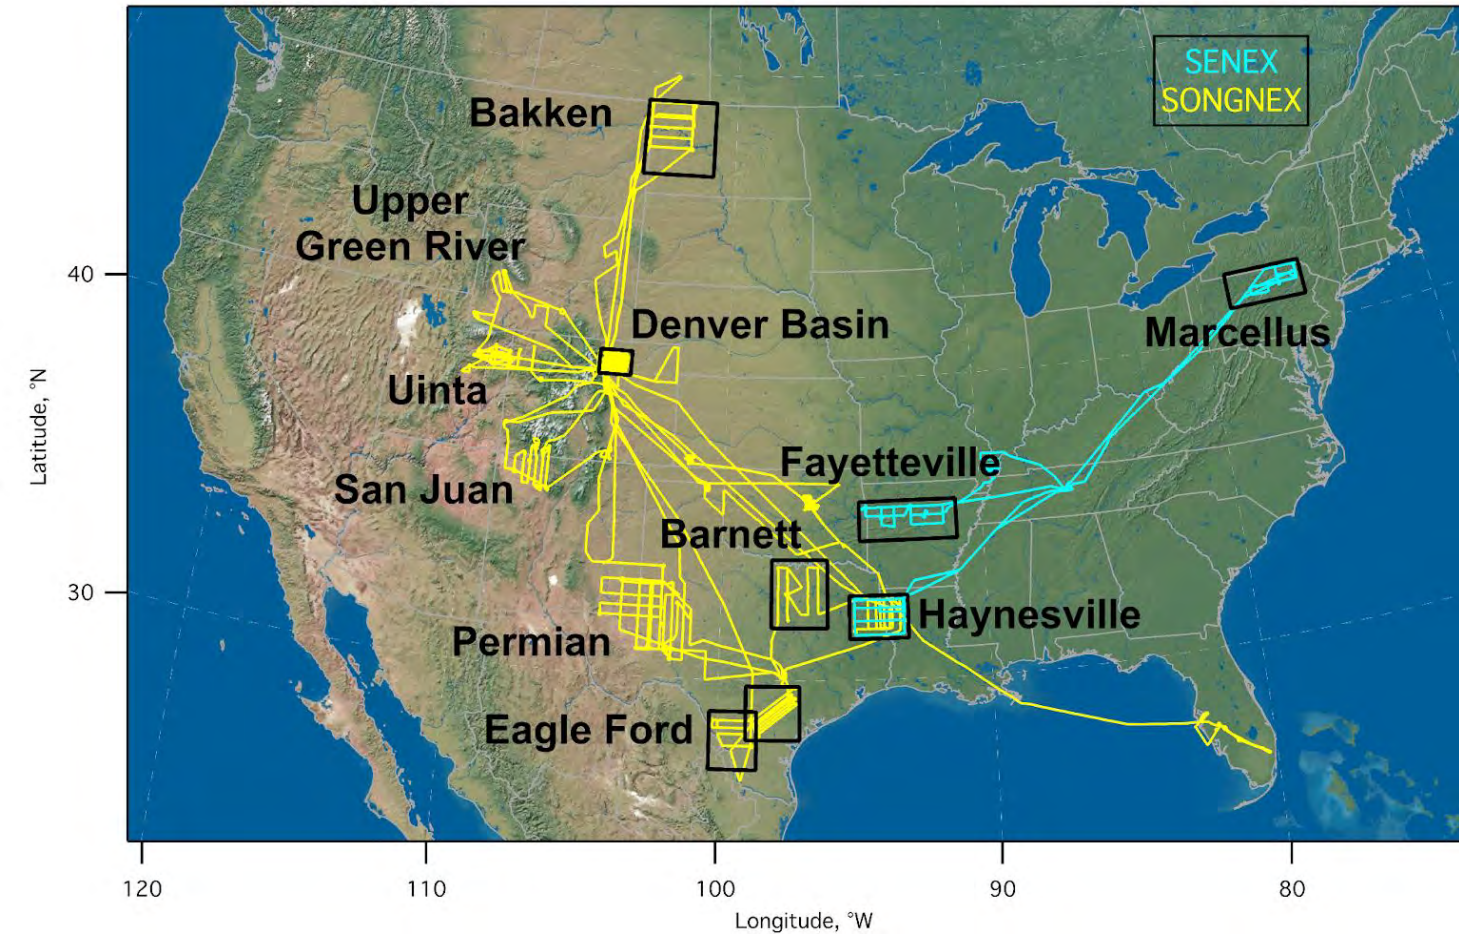 SENEX
SONGNEX
Bakken
Upper
Green River
Denver Basin
Marcellus
Uinta
Fayetteville
San Juan
Barnett
Haynesville
Permian
Eagle Ford
40
30
Latitude, °N
120
110
100
90
80
Longitude, °W